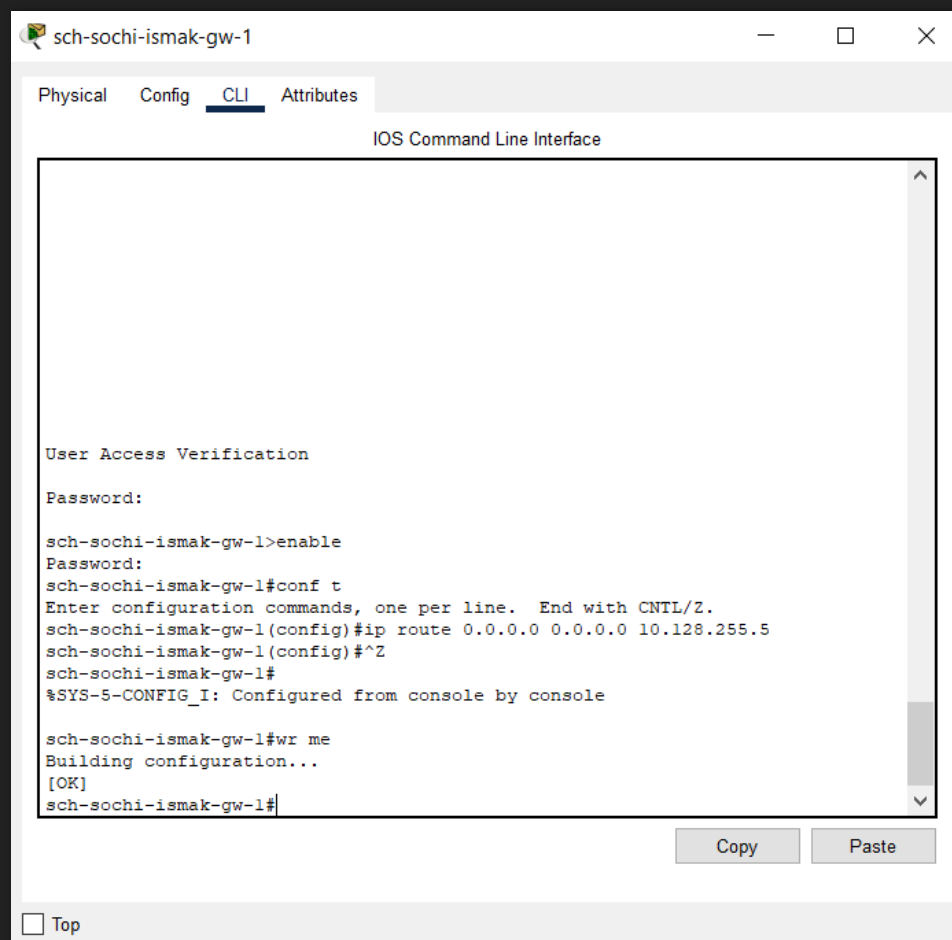 sch-sochi-ismak-gw-1
Physical Config CLI Attributes
IOS Command Line Interface
User Access Verification
Password:
sch-sochi-ismak-gw-1>enable
Password:
sch-sochi-ismak-gw-1#conf t
Enter configuration commands, one per line.  End with CNTL/Z.
sch-sochi-ismak-gw-1(config)#ip route 0.0.0.0 0.0.0.0 10.128.255.5
sch-sochi-ismak-gw-1(config)#^Z
sch-sochi-ismak-gw-1#
%SYS-5-CONFIG_I: Configured from console by console
sch-sochi-ismak-gw-1#wr me
Building configuration...
[OK]
sch-sochi-ismak-gw-1#
Copy Paste
Top